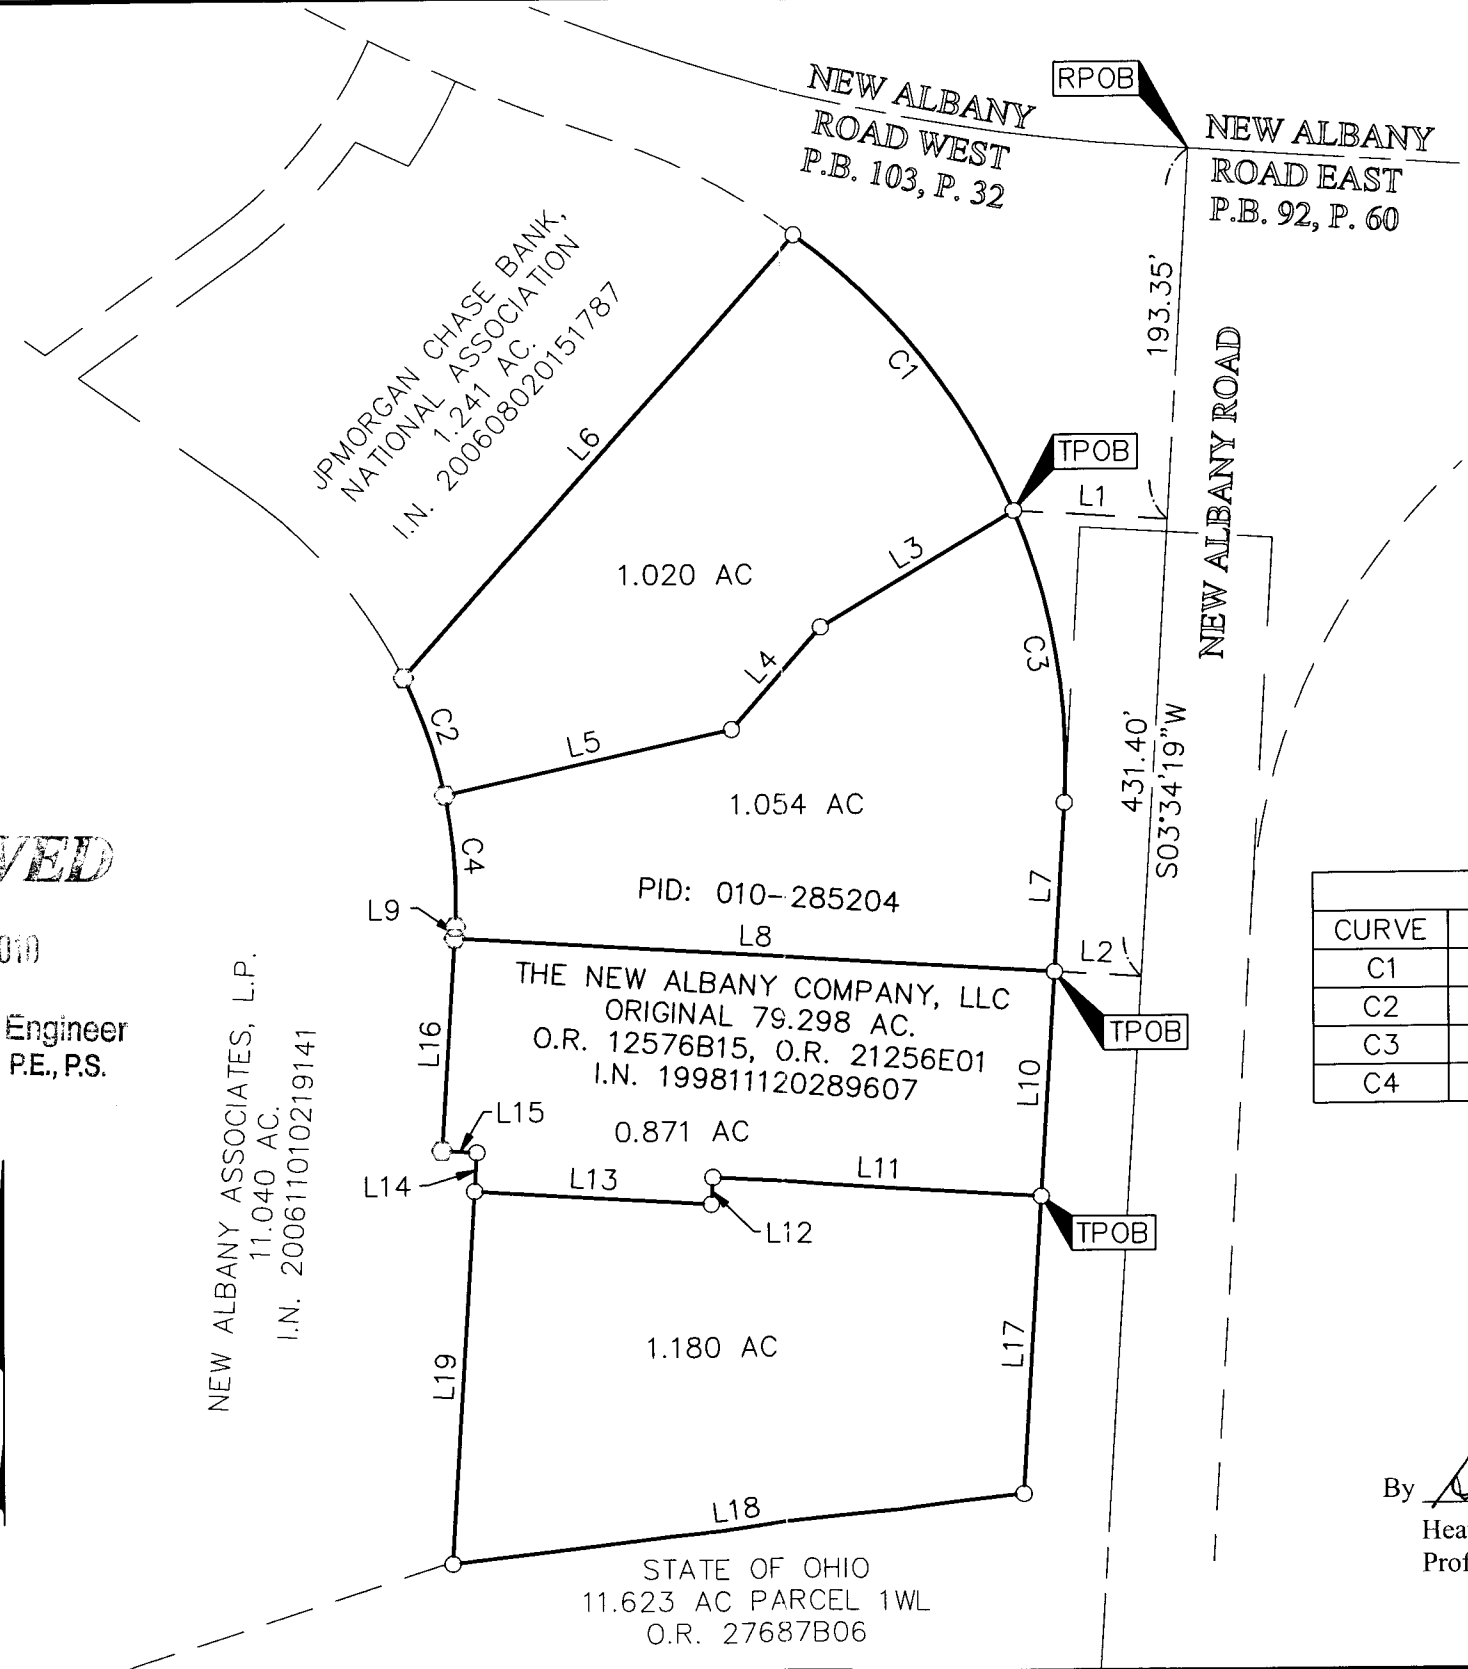 RPOB
NEW ALBANY
ROAD WEST
P.B. 103, P. 32
NEW ALBANY
ROAD EAST
P.B. 92, P. 60
193.35'
NEW ALBANY ROAD
JPMORGAN CHASE BANK,
NATIONAL ASSOCIATION
1.241 AC.
I.N. 200608020151787
C1
L6
TPOB
L1
L3
1.020 AC
L4
C3
C2
L5
431.40'
S03°34'19"W
1.054 AC
C4
VED
PID: 010-285204
L7
L9
L8
L2
010
Engineer
P.E., P.S.
CURVE
C1
C2
C3
C4
THE NEW ALBANY COMPANY, LLC
ORIGINAL 79.298 AC.
O.R. 12576B15, O.R. 21256E01
I.N. 199811120289607
TPOB
L16
L10
NEW ALBANY ASSOCIATES, L.P.
11.040 AC.
I.N. 200611010219141
L15
0.871 AC
L14
L13
L11
L12
TPOB
1.180 AC
L17
L19
L18
By
Hea
Prof
STATE OF OHIO
11.623 AC PARCEL 1WL
O.R. 27687B06